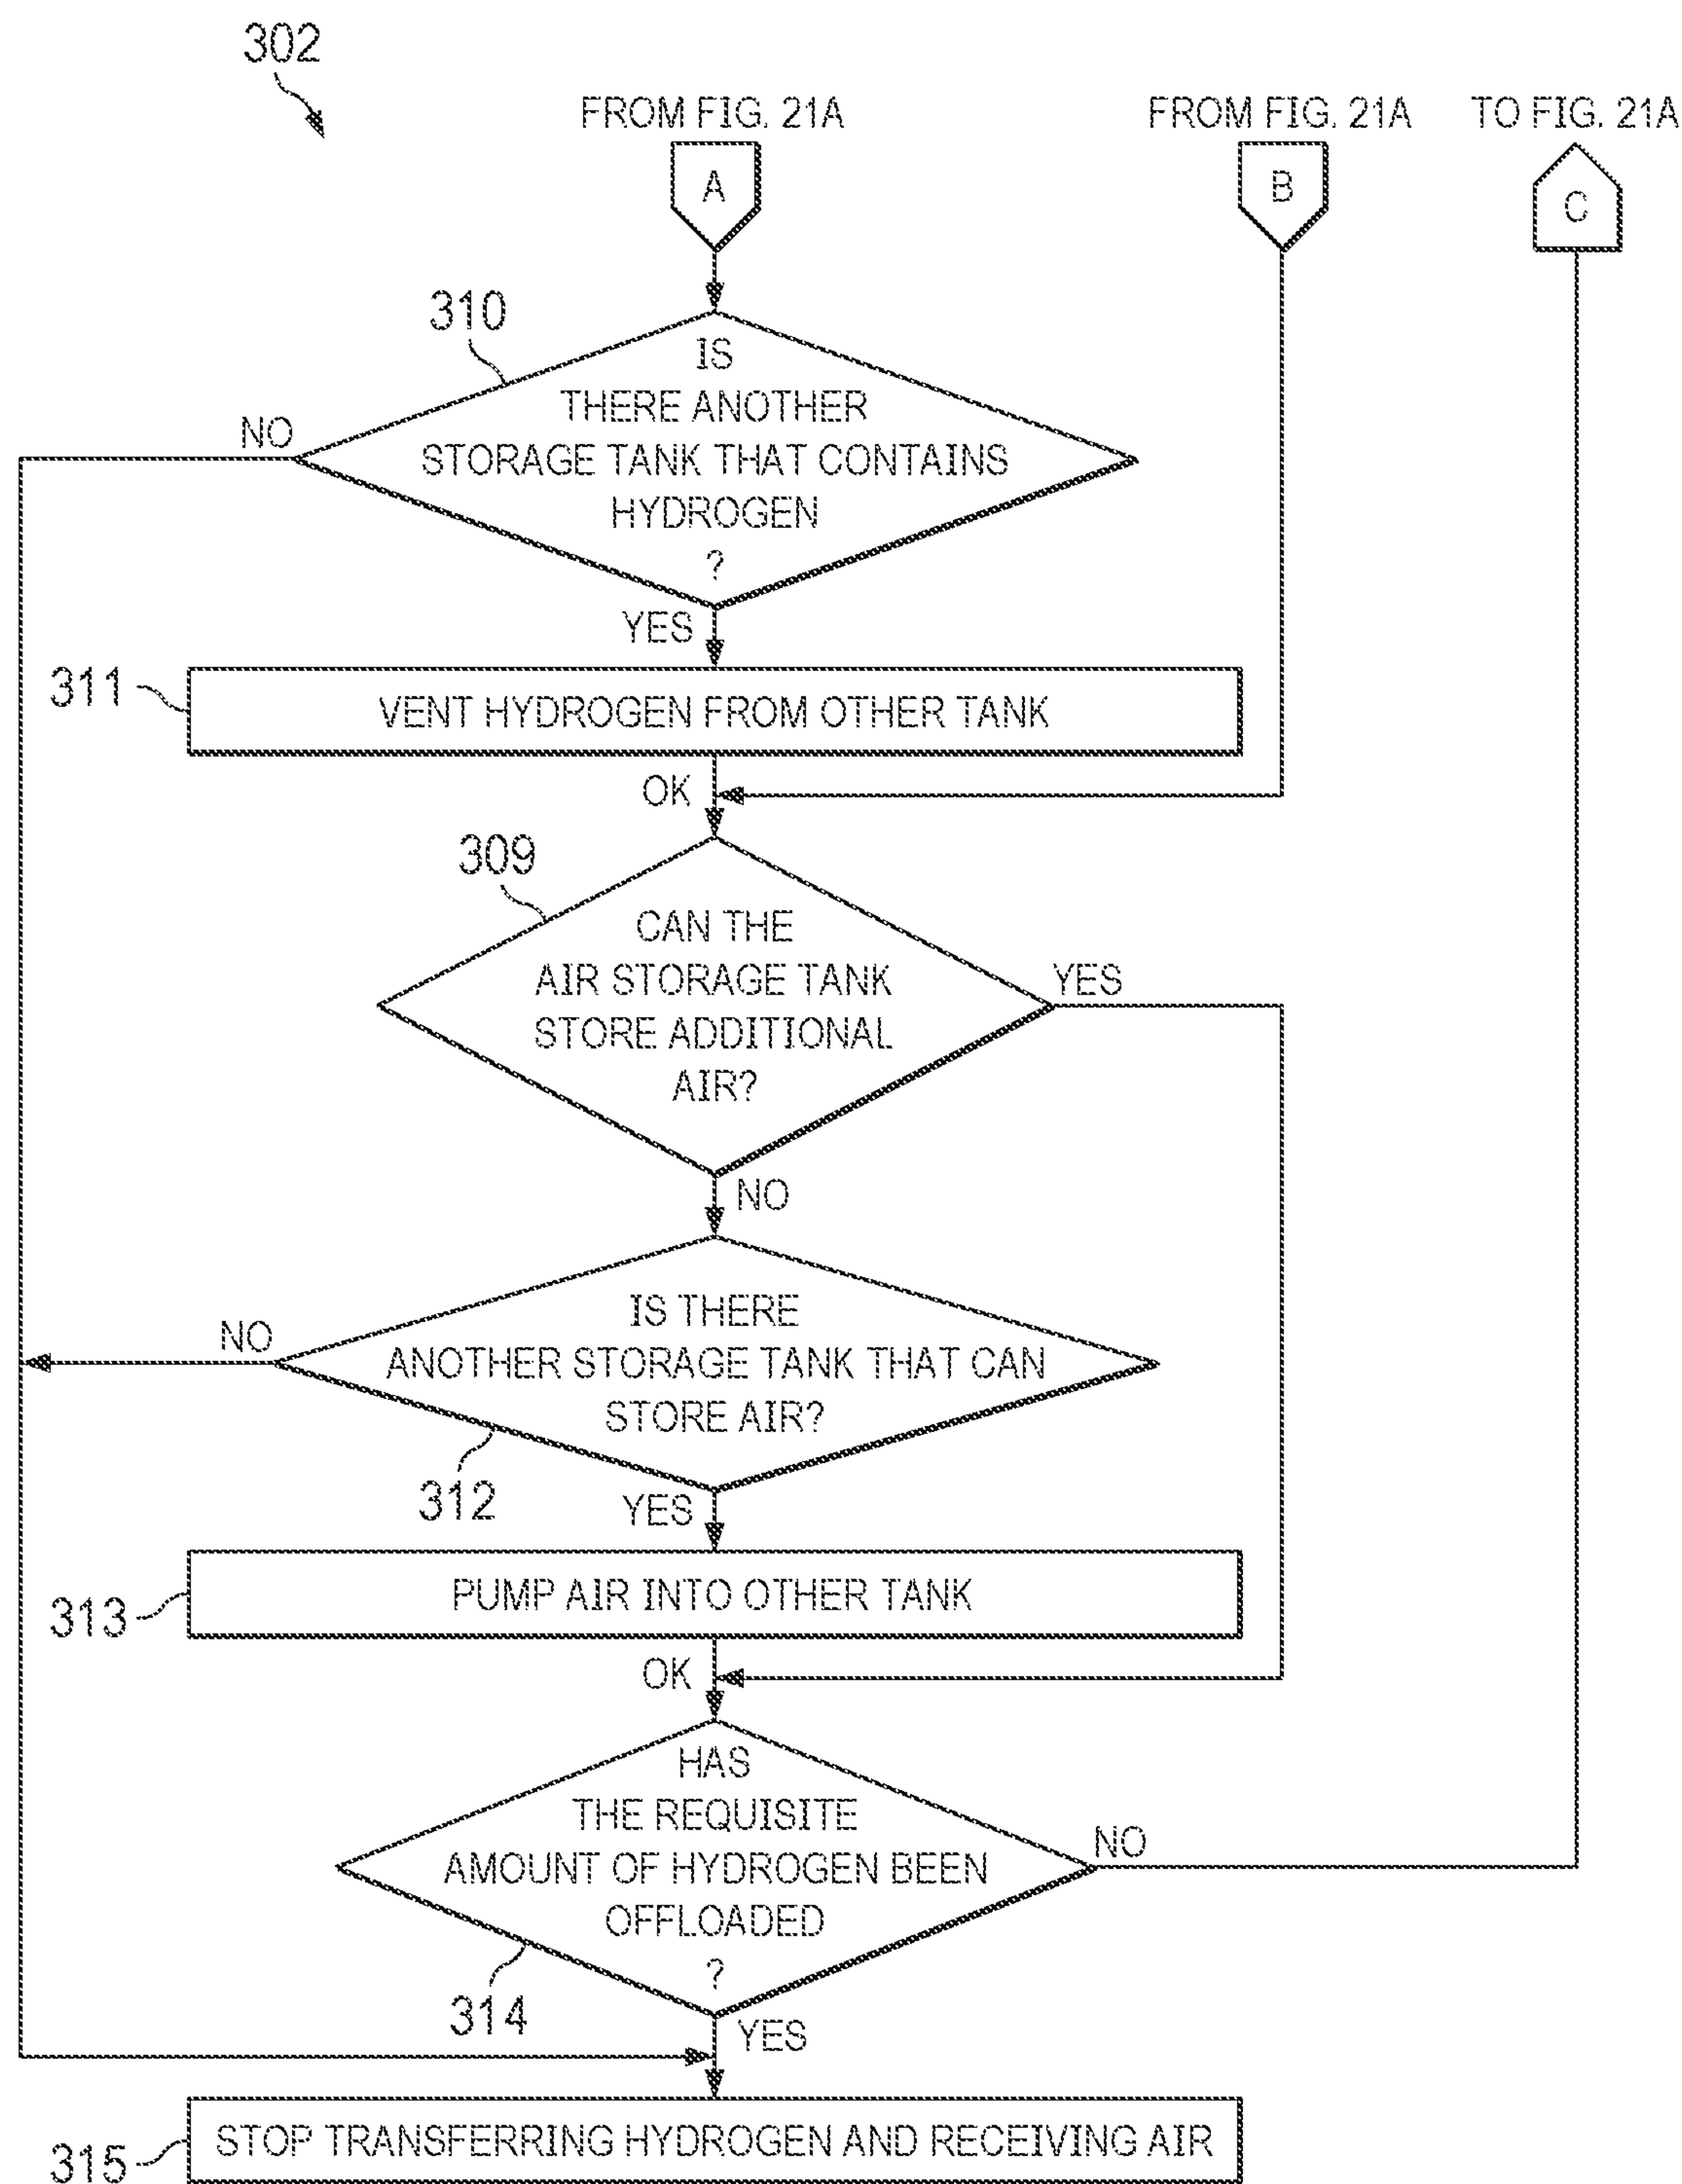 302
FROM FIG. 21A
FROM FIG. 21A
TO FIG. 21A
A
B
C
310
IS
THERE ANOTHER
STORAGE TANK THAT CONTAINS
HYDROGEN
?
NO
YES
311
VENT HYDROGEN FROM OTHER TANK
OK
309
CAN THE
AIR STORAGE TANK
STORE ADDITIONAL
AIR?
YES
NO
IS THERE
ANOTHER STORAGE TANK THAT CAN
STORE AIR?
NO
312
YES
313
PUMP AIR INTO OTHER TANK
OK
HAS
THE REQUISITE
AMOUNT OF HYDROGEN BEEN
OFFLOADED
?
NO
314
YES
315
STOP TRANSFERRING HYDROGEN AND RECEIVING AIR